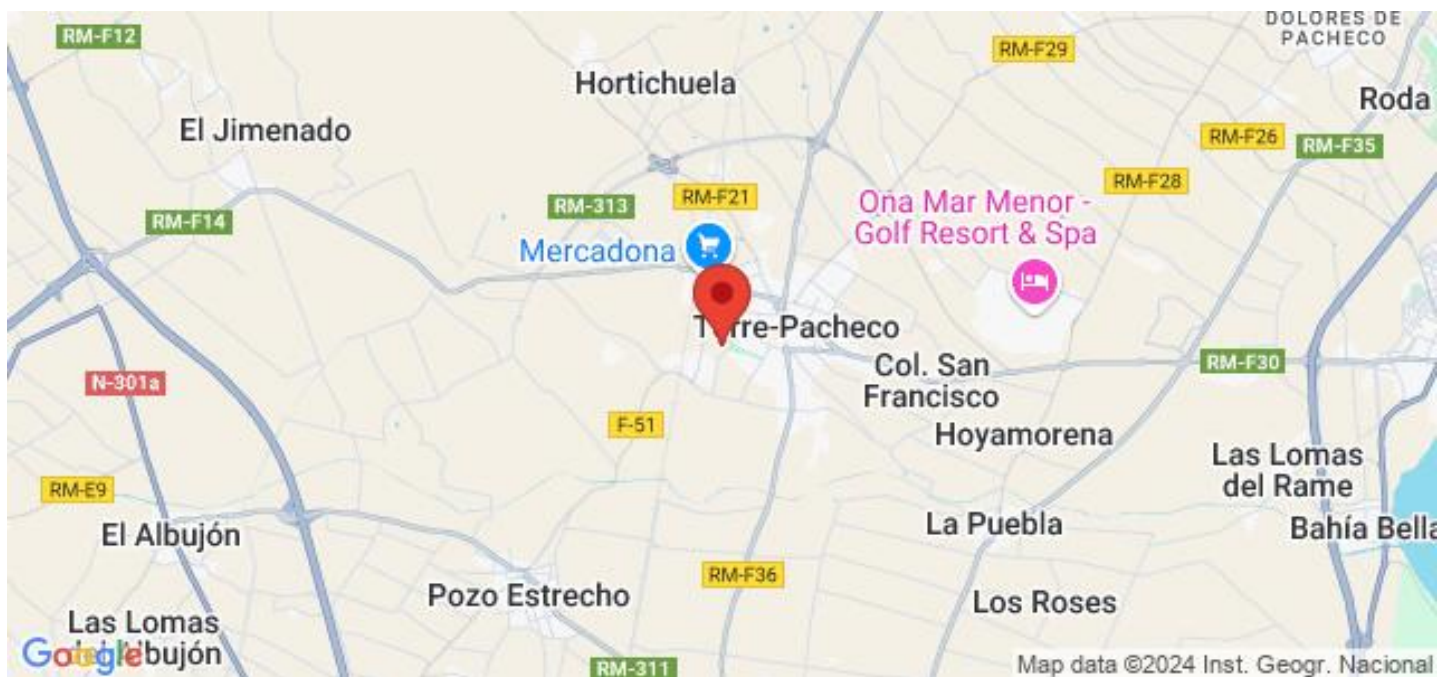 DOLORES DE
PACHECO
RM-F12
RM-F29
Hortichuela
Roda
El Jimenado
RM-F26
RM-F35
RM-F28
RM-F21
RM-313
RM-F14
Oña Mar Menor -
Golf Resort & Spa
Mercadona
Torre-Pacheco
Col. San
Francisco
RM-F30
N-301a
F-51
Hoyamorena
Las Lomas
del Rame
RM-E9
El Albujón
La Puebla
Bahía Bella
RM-F36
Pozo Estrecho
Los Roses
Las Lomas
del Albujón
Google
RM-311
Map data ©2024 Inst. Geogr. Nacional